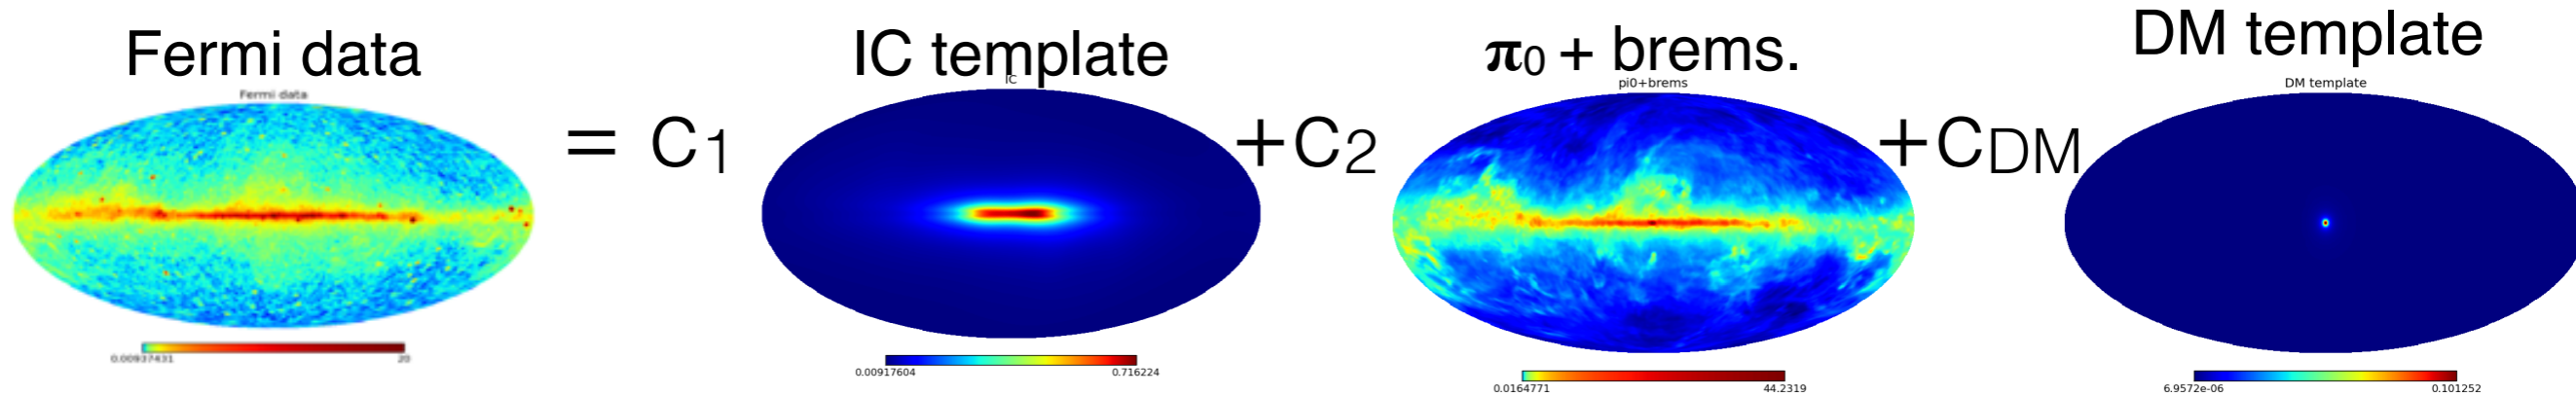 Fermi data
Fermi data
0.00937431 20
= C1
IC template
IC
0.00917604 0.716224
+C2
π0 + brems.
pi0+brems
0.0164771 44.2319
+CDM
DM template
DM template
6.9572e-06 0.101252